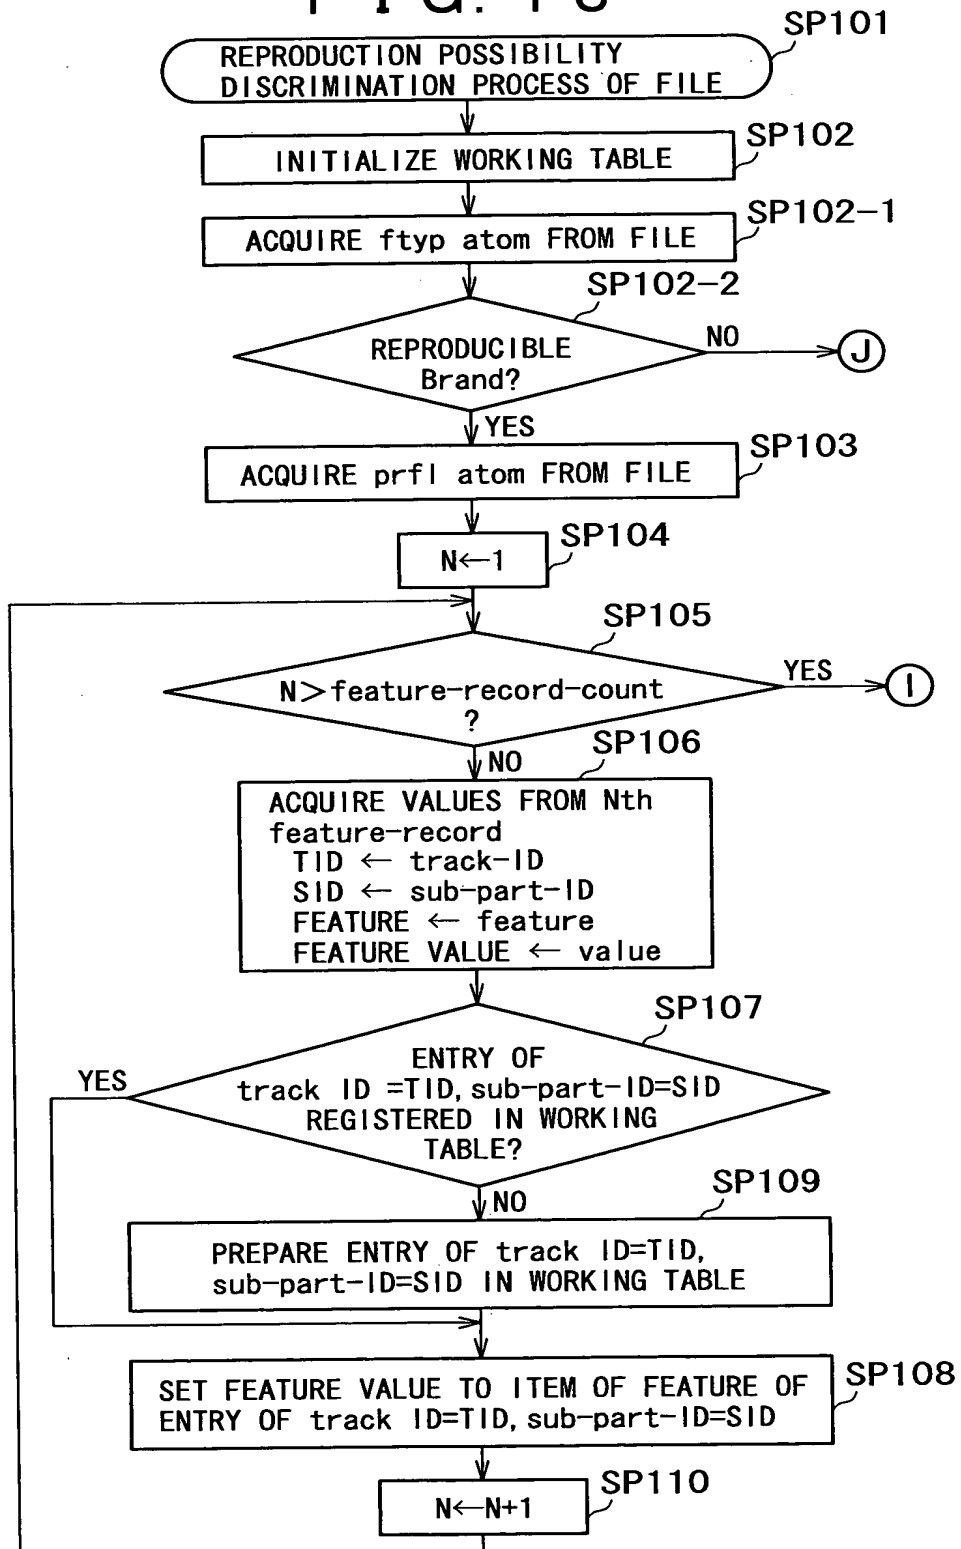 SP101
REPRODUCTION POSSIBILITY
DISCRIMINATION PROCESS OF FILE
SP102
INITIALIZE WORKING TABLE
SP102-1
ACQUIRE ftyp atom FROM FILE
SP102-2
REPRODUCIBLE
Brand?
NO
J
YES
SP103
ACQUIRE prfl atom FROM FILE
SP104
N←1
SP105
N>feature-record-count
?
YES
I
NO
SP106
ACQUIRE VALUES FROM Nth
feature-record
TID ← track-ID
SID ← sub-part-ID
FEATURE ← feature
FEATURE VALUE ← value
SP107
ENTRY OF
track ID =TID, sub-part-ID=SID
REGISTERED IN WORKING
TABLE?
YES
NO
SP109
PREPARE ENTRY OF track ID=TID,
sub-part-ID=SID IN WORKING TABLE
SP108
SET FEATURE VALUE TO ITEM OF FEATURE OF
ENTRY OF track ID=TID, sub-part-ID=SID
SP110
N←N+1